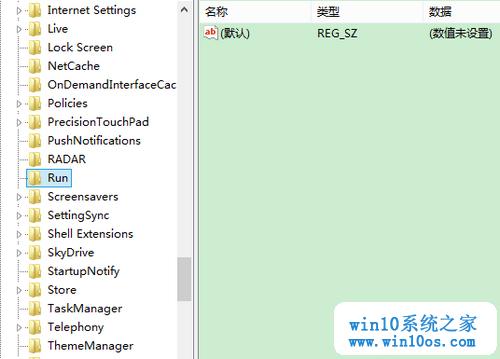 Internet Settings
Live
Lock Screen
NetCache
OnDemandInterfaceCac
Policies
PrecisionTouchPad
PushNotifications
RADAR
Run
Screensavers
SettingSync
Shell Extensions
SkyDrive
StartupNotify
Store
TaskManager
Telephony
ThemeManager
名称 类型 数据
ab (默认) REG_SZ (数值未设置)
win10系统之家
www.win10os.com